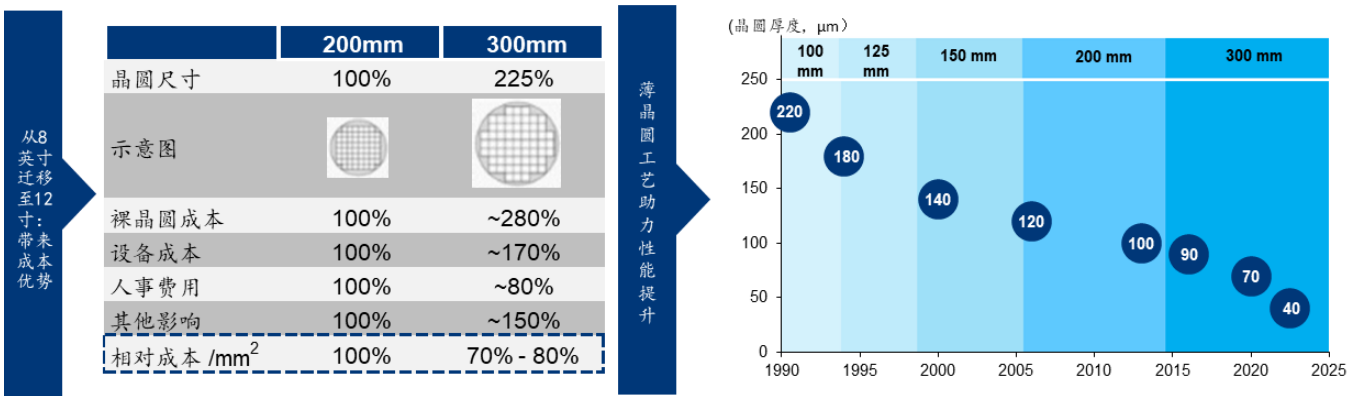 从8
英寸
迁移
至12
寸：
带来
成本
优势
200mm 300mm
晶圆尺寸 100% 225%
示意图
裸晶圆成本 100% ~280%
设备成本 100% ~170%
人事费用 100% ~80%
其他影响 100% ~150%
相对成本 /mm2 100% 70% - 80%
薄
晶
圆
工
艺
助
力
性
能
提
升
(晶圆厚度, μm)
100 mm
125 mm
150 mm
200 mm
300 mm
250
200
150
100
50
0
220
180
140
120
100
90
70
40
1990 1995 2000 2005 2010 2015 2020 2025